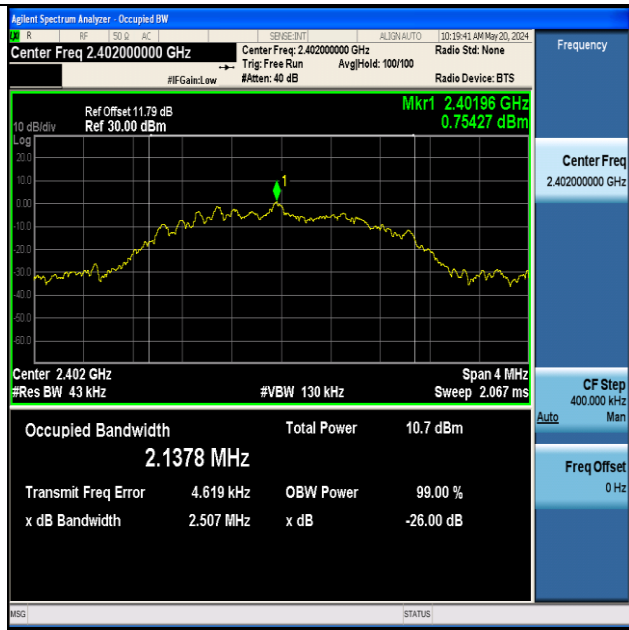 Agilent Spectrum Analyzer - Occupied BW
LXI R RF 50 Ω AC SENSE:INT ALIGN AUTO 10:19:41 AM May 20, 2024
Center Freq 2.402000000 GHz
Center Freq: 2.402000000 GHz Radio Std: None
Trig: Free Run Avg|Hold: 100/100
#IFGain:Low #Atten: 40 dB Radio Device: BTS
Frequency
Ref Offset 11.79 dB
10 dB/div Ref 30.00 dBm
Mkr1 2.40196 GHz
0.75427 dBm
Log
20.0
10.0
0.00
-10.0
-20.0
-30.0
-40.0
-50.0
-60.0
1
Center 2.402 GHz Span 4 MHz
#Res BW 43 kHz #VBW 130 kHz Sweep 2.067 ms
Center Freq
2.402000000 GHz
CF Step
400.000 kHz
Auto Man
Freq Offset
0 Hz
Occupied Bandwidth Total Power 10.7 dBm
2.1378 MHz
Transmit Freq Error 4.619 kHz OBW Power 99.00 %
x dB Bandwidth 2.507 MHz x dB -26.00 dB
MSG STATUS